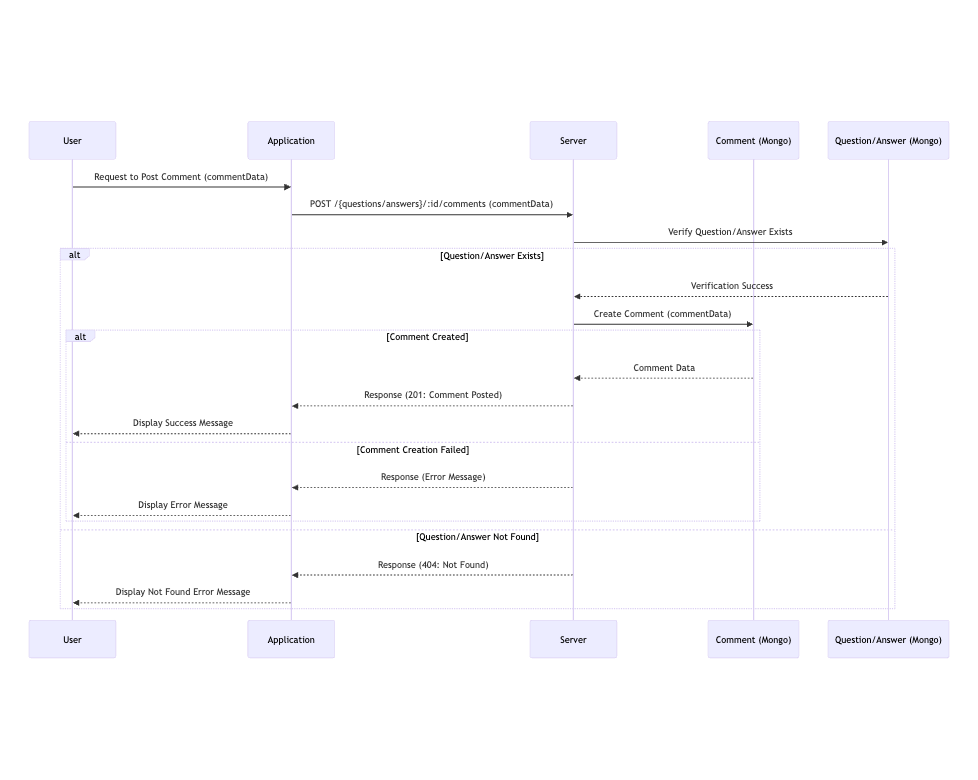 User
Application
Server
Comment (Mongo)
Question/Answer (Mongo)
Request to Post Comment (commentData)
POST /{questions/answers}/:id/comments (commentData)
Verify Question/Answer Exists
alt
[Question/Answer Exists]
Verification Success
Create Comment (commentData)
alt
[Comment Created]
Comment Data
Response (201: Comment Posted)
Display Success Message
[Comment Creation Failed]
Response (Error Message)
Display Error Message
[Question/Answer Not Found]
Response (404: Not Found)
Display Not Found Error Message
User
Application
Server
Comment (Mongo)
Question/Answer (Mongo)